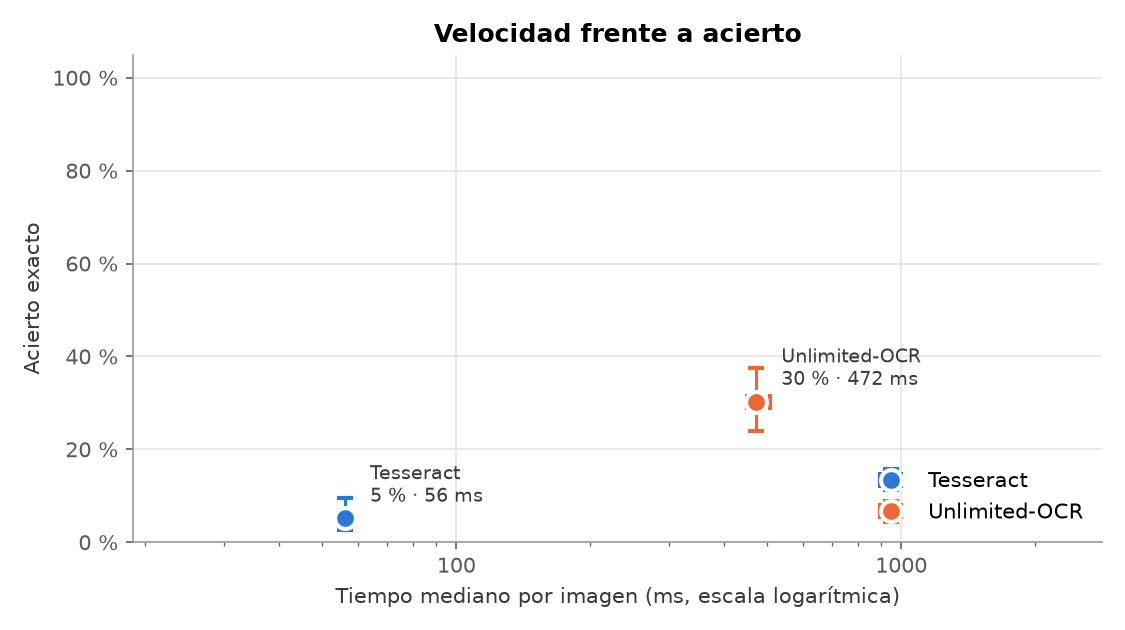 Velocidad frente a acierto
100 %
80 %
60 %
40 %
20 %
0 %
Acierto exacto
Unlimited-OCR
30 % · 472 ms
Tesseract
5 % · 56 ms
Tesseract
Unlimited-OCR
100
1000
Tiempo mediano por imagen (ms, escala logarítmica)